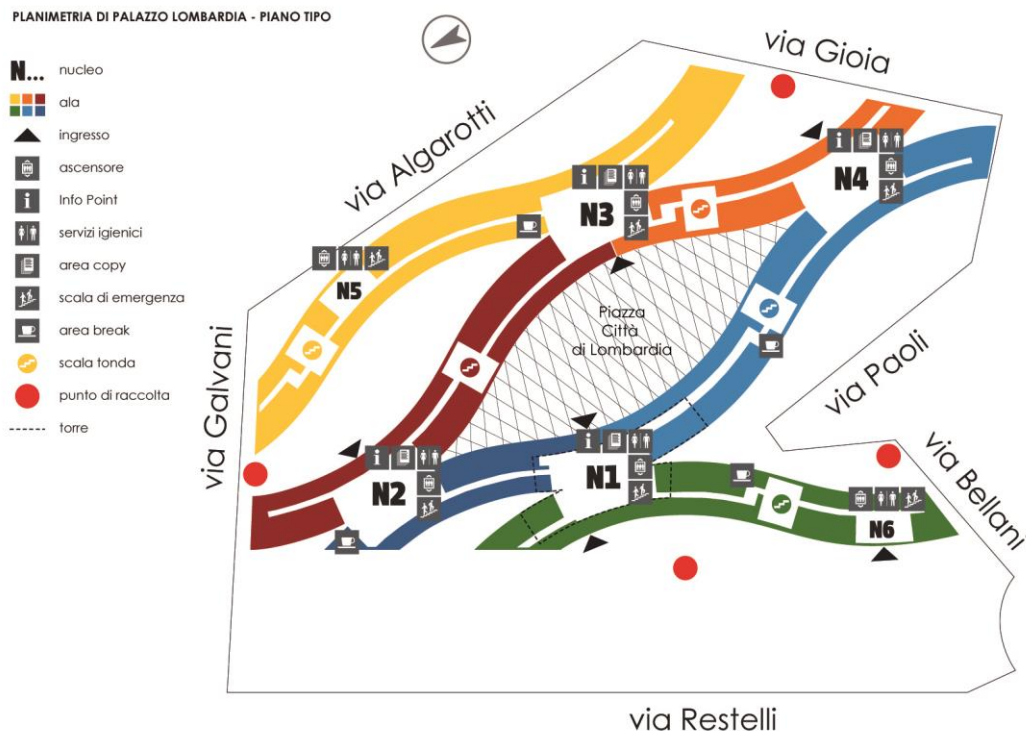 PLANIMETRIA DI PALAZZO LOMBARDIA - PIANO TIPO
N... nucleo
ala
ingresso
ascensore
i Info Point
servizi igienici
area copy
scala di emergenza
area break
scala tonda
punto di raccolta
torre
via Gioia
via Algarotti
via Galvani
via Paoli
via Bellani
via Restelli
i
N4
i
N3
N5
Piazza
Città
di Lombardia
i
N2
i
N1
N6